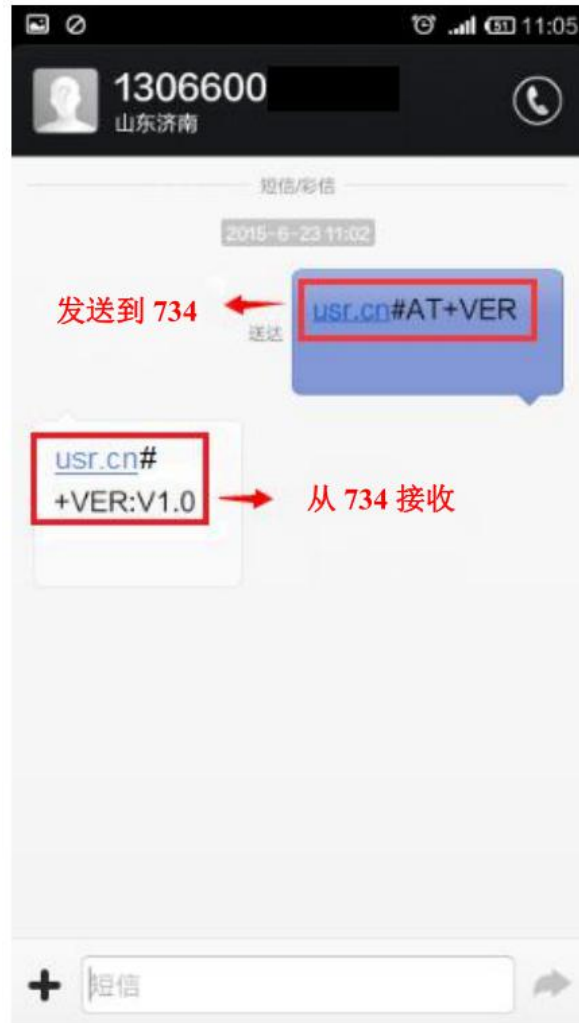 51 11:05
1306600
山东济南
短信/彩信
2015-6-23 11:02
发送到 734
usr.cn#AT+VER
送达
usr.cn#
+VER:V1.0
从 734 接收
短信